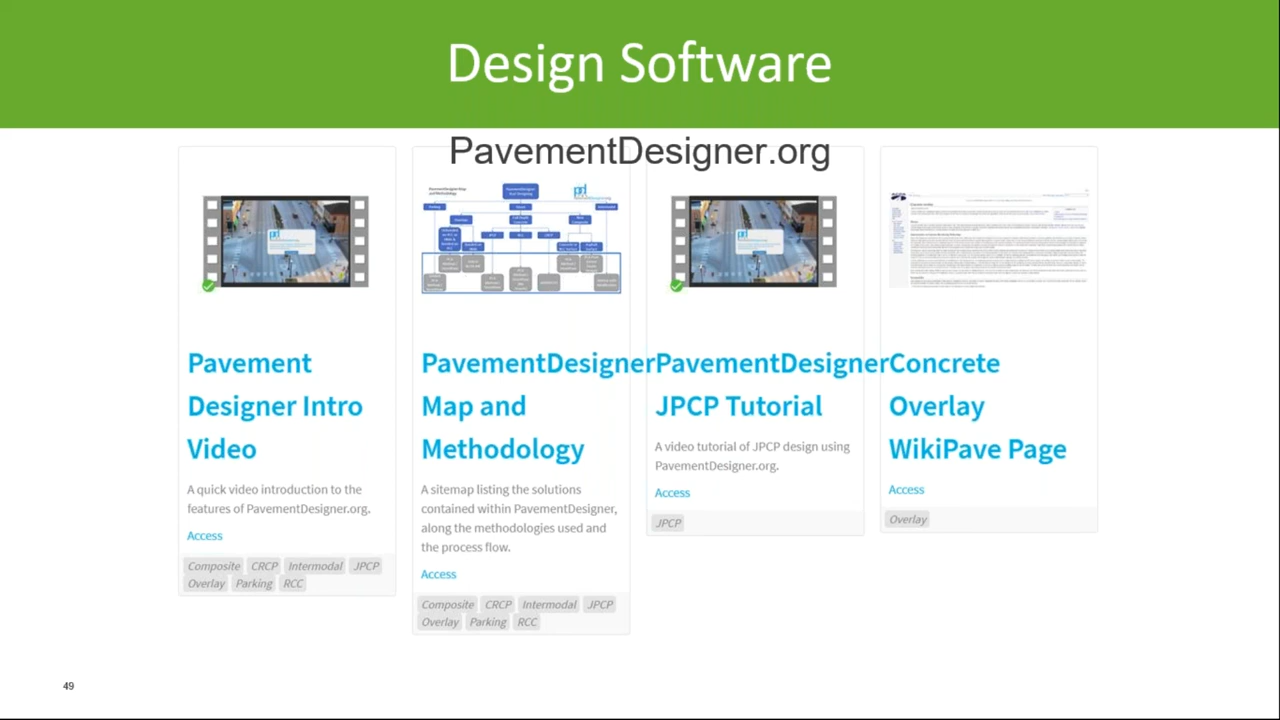 Design Software
PavementDesigner.org
Pavement
Designer Intro
Video
A quick video introduction to the
features of PavementDesigner.org.
Access
Composite CRCP Intermodal JPCP
Overlay Parking RCC
PavementDesigner
Map and
Methodology
A sitemap listing the solutions
contained within PavementDesigner,
along the methodologies used and
the process flow.
Access
Composite CRCP Intermodal JPCP
Overlay Parking RCC
PavementDesigner
JPCP Tutorial
A video tutorial of JPCP design using
PavementDesigner.org.
Access
JPCP
Concrete
Overlay
WikiPave Page
Access
Overlay
49